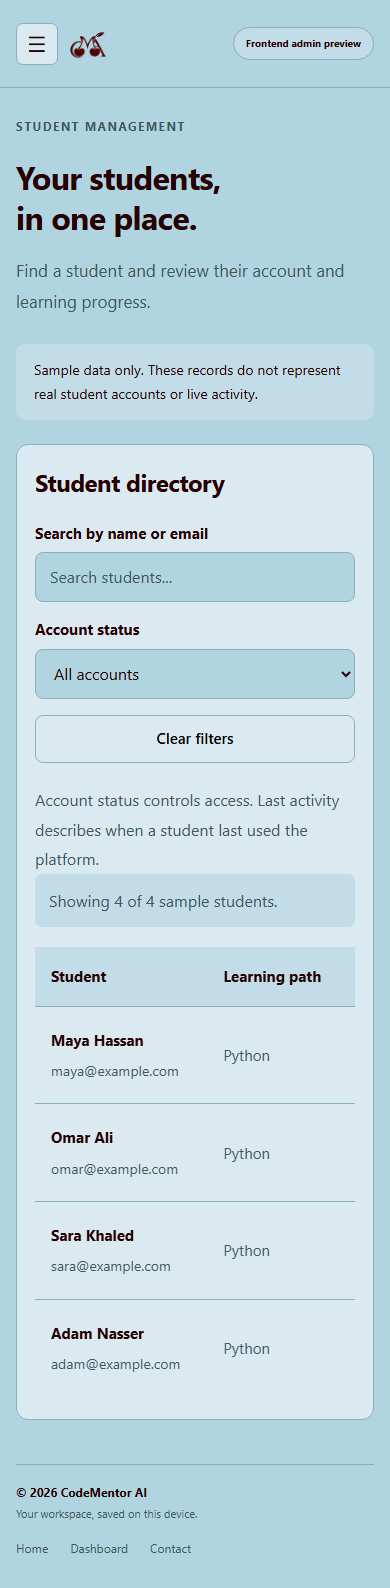 Frontend admin preview
STUDENT MANAGEMENT
Your students,
in one place.
Find a student and review their account and
learning progress.
Sample data only. These records do not represent
real student accounts or live activity.
Student directory
Search by name or email
Search students...
Account status
All accounts
Clear filters
Account status controls access. Last activity
describes when a student last used the
platform.
Showing 4 of 4 sample students.
Student Learning path
Maya Hassan
maya@example.com
Python
Omar Ali
omar@example.com
Python
Sara Khaled
sara@example.com
Python
Adam Nasser
adam@example.com
Python
© 2026 CodeMentor AI
Your workspace, saved on this device.
Home Dashboard Contact